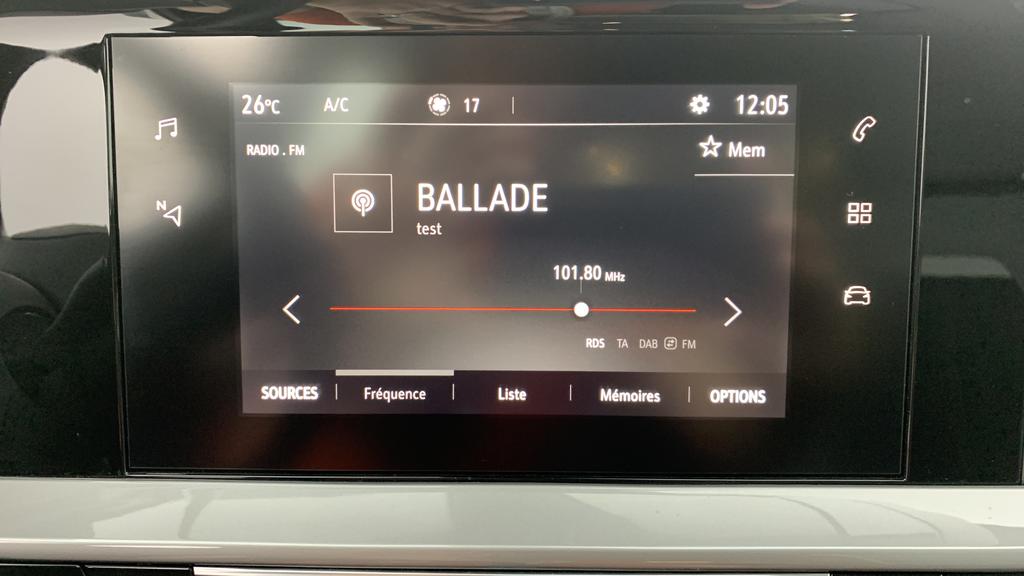 26°C A/C 17 12:05
RADIO . FM
Mem
BALLADE
test
N
101.80 MHz
RDS TA DAB FM
SOURCES Fréquence Liste Mémoires OPTIONS